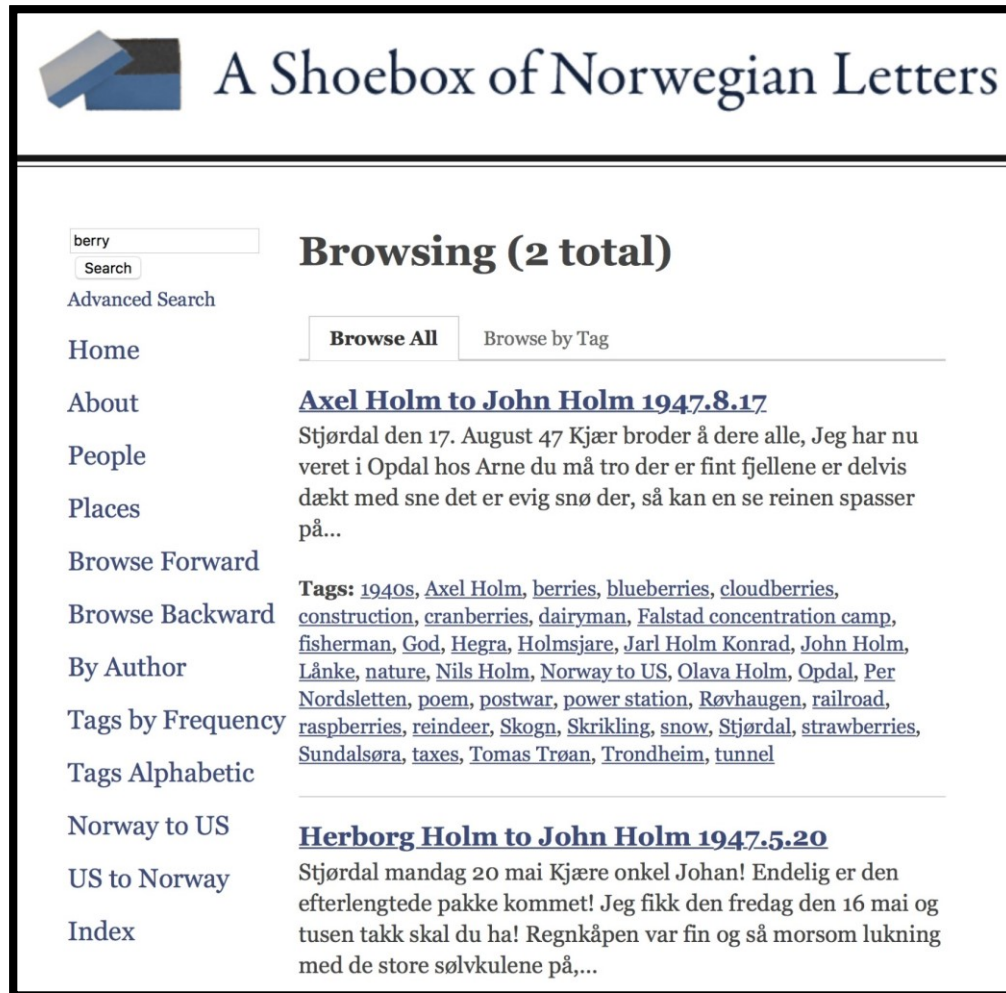 A Shoebox of Norwegian Letters
berry
Search
Advanced Search
Home
About
People
Places
Browse Forward
Browse Backward
By Author
Tags by Frequency
Tags Alphabetic
Norway to US
US to Norway
Index
Browsing (2 total)
Browse All
Browse by Tag
Axel Holm to John Holm 1947.8.17
Stjørdal den 17. August 47 Kjær broder å dere alle, Jeg har nu
veret i Opdal hos Arne du må tro der er fint fjellene er delvis
dækt med sne det er evig snø der, så kan en se reinen spasser
på...
Tags: 1940s, Axel Holm, berries, blueberries, cloudberries,
construction, cranberries, dairyman, Falstad concentration camp,
fisherman, God, Hegra, Holmsjare, Jarl Holm Konrad, John Holm,
Lånke, nature, Nils Holm, Norway to US, Olava Holm, Opdal, Per
Nordsletten, poem, postwar, power station, Røvhaugen, railroad,
raspberries, reindeer, Skogn, Skrikling, snow, Stjørdal, strawberries,
Sundalsøra, taxes, Tomas Trøan, Trondheim, tunnel
Herborg Holm to John Holm 1947.5.20
Stjørdal mandag 20 mai Kjære onkel Johan! Endelig er den
efterlengtede pakke kommet! Jeg fikk den fredag den 16 mai og
tusen takk skal du ha! Regnkåpen var fin og så morsom lukning
med de store sølvkulene på,...